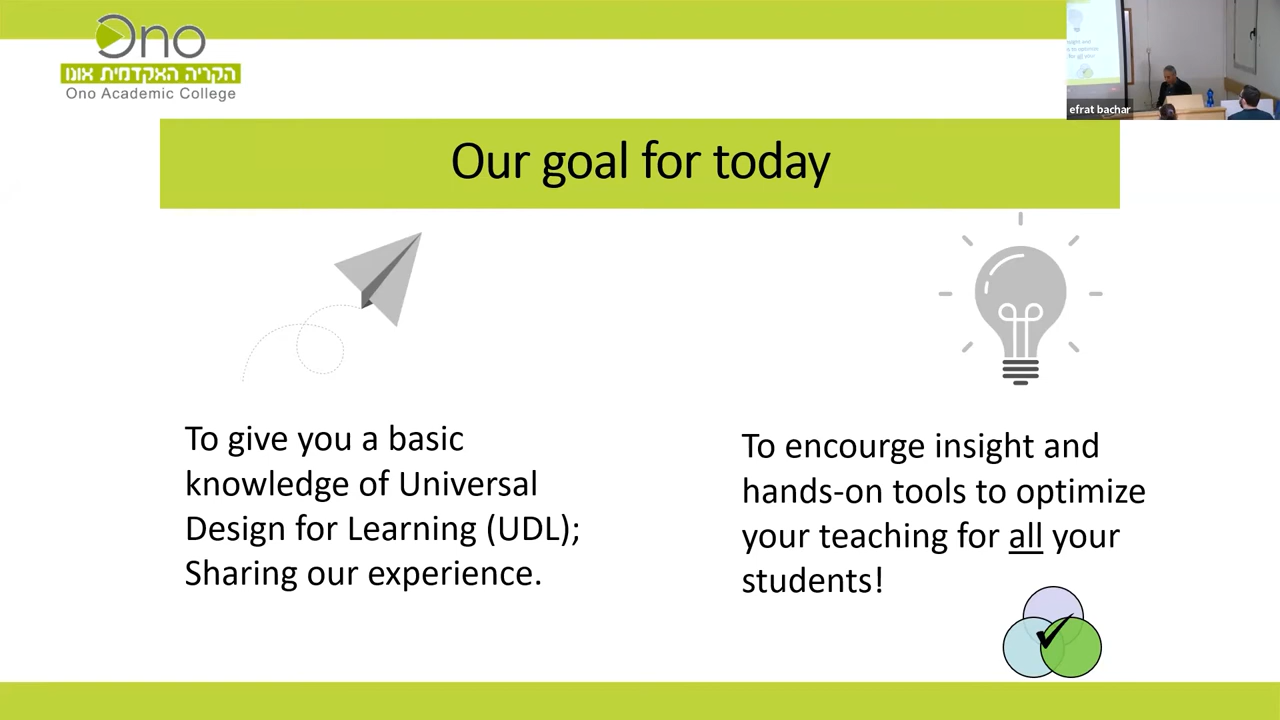 Ono
הקריה האקדמית אונו
Ono Academic College
efrat bachar
Our goal for today
To give you a basic
knowledge of Universal
Design for Learning (UDL);
Sharing our experience.
To encourge insight and
hands-on tools to optimize
your teaching for all your
students!